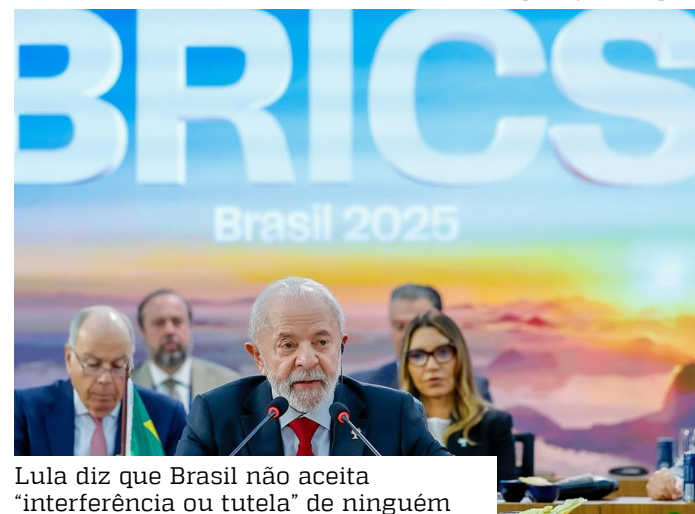 BRICS
Brasil 2025
Lula diz que Brasil não aceita
“interferência ou tutela” de ninguém